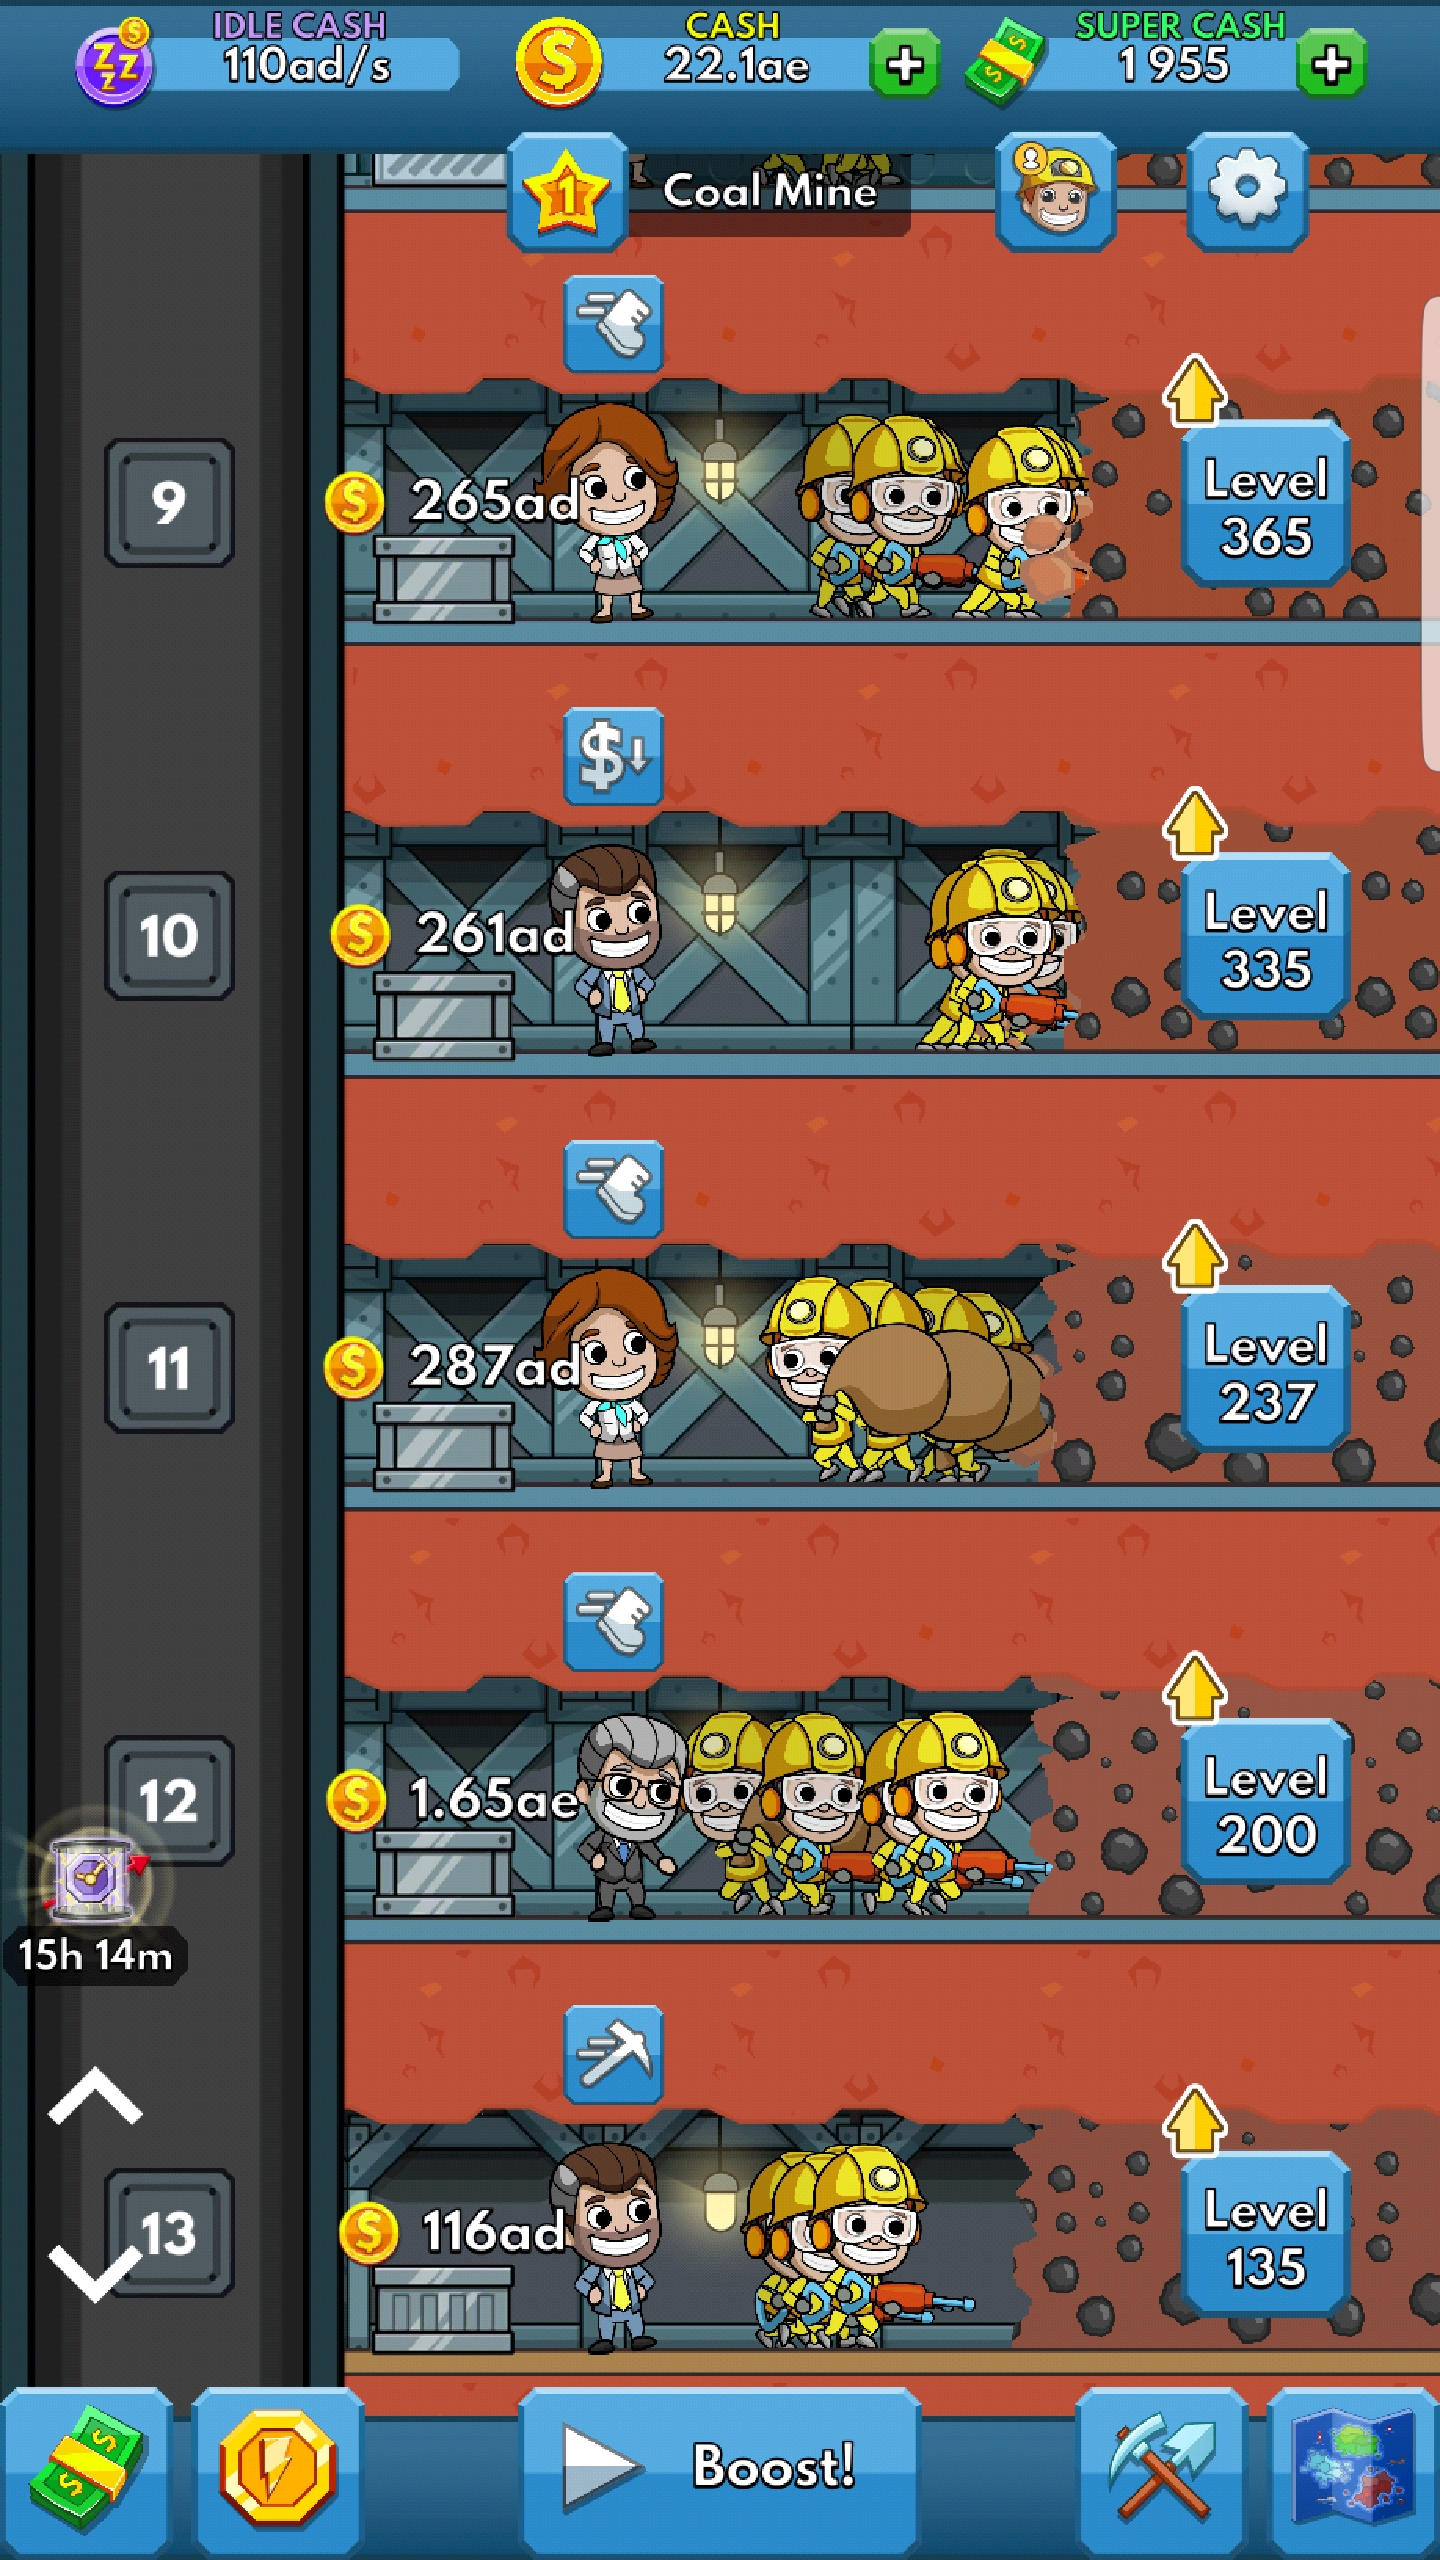 IDLE CASH
110ad/s
CASH
22.1ae
SUPER CASH
1 955
1
Coal Mine
9
265ad
Level
365
10
261ad
Level
335
11
287ad
Level
237
12
1.65ae
Level
200
15h 14m
13
116ad
Level
135
Boost!